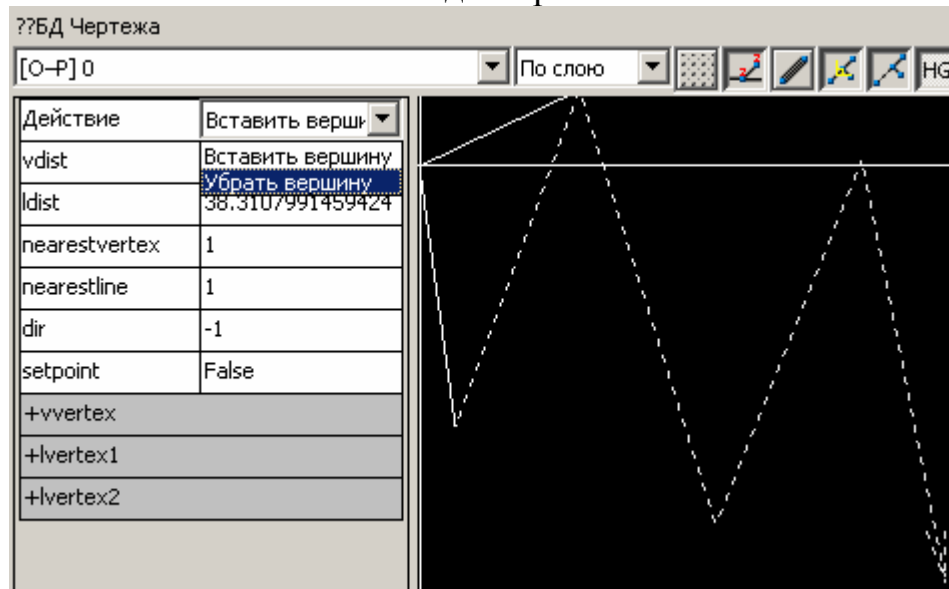 ??БД Чертежа
[O-P] 0
По слою
HG
Действие
Вставить верши
Вставить вершину
vdist
Убрать вершину
ldist
38.3107991459424
nearestvertex
1
nearestline
1
dir
-1
setpoint
False
+vvertex
+lvertex1
+lvertex2